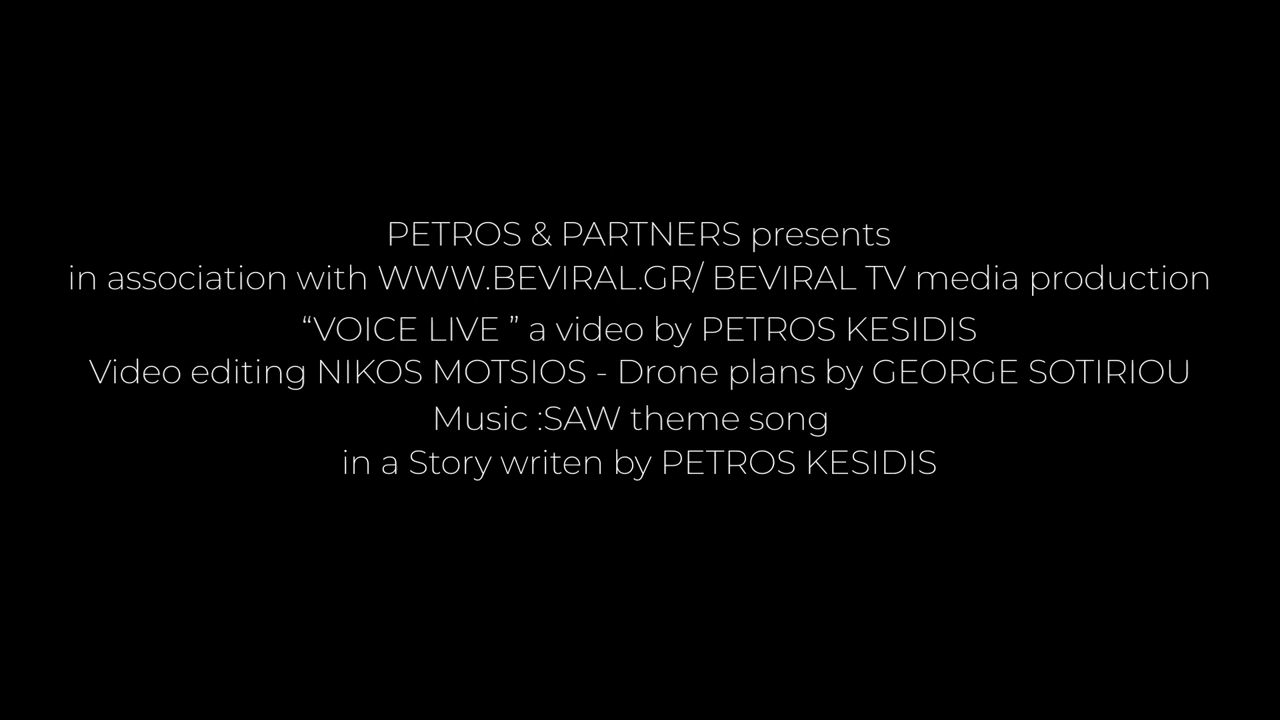 PETROS & PARTNERS presents
in association with WWW.BEVIRAL.GR/ BEVIRAL TV media production
“VOICE LIVE ” a video by PETROS KESIDIS
Video editing NIKOS MOTSIOS - Drone plans by GEORGE SOTIRIOU
Music :SAW theme song
in a Story writen by PETROS KESIDIS